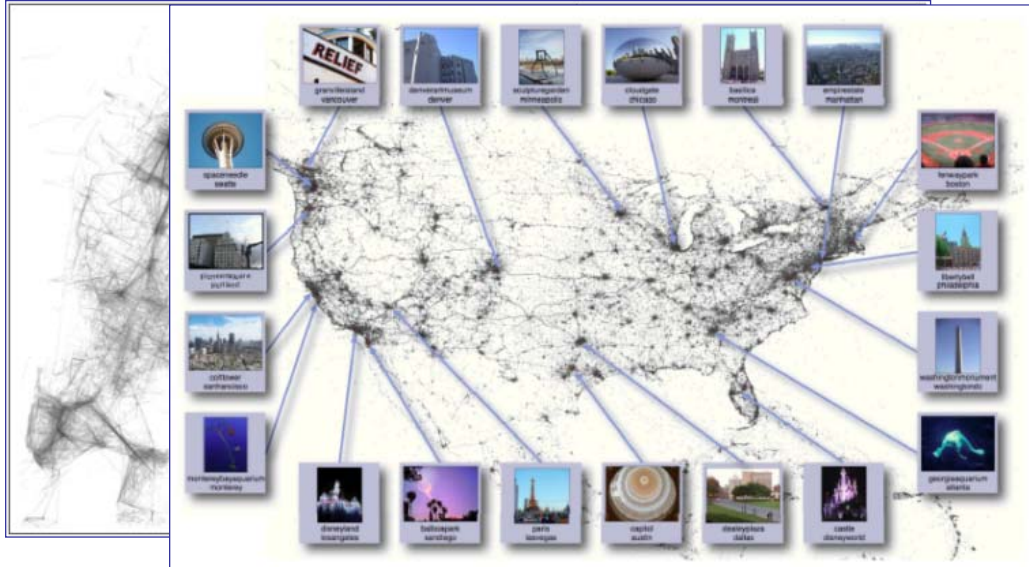 RELIEF
granvilleisland
vancouver
denverartmuseum
denver
sculpturegarden
minneapolis
cloudgate
chicago
basilica
montreal
empirestate
manhattan
spaceneedle
seattle
fenwaypark
boston
portland
libertybell
philadelphia
coittower
sanfrancisco
washingtonmonument
washingtondc
montereybayaquarium
monterey
georgiaaquarium
atlanta
disneyland
losangeles
balboapark
sandiego
paris
lasvegas
capitol
austin
dealeyplaza
dallas
castle
disneyworld